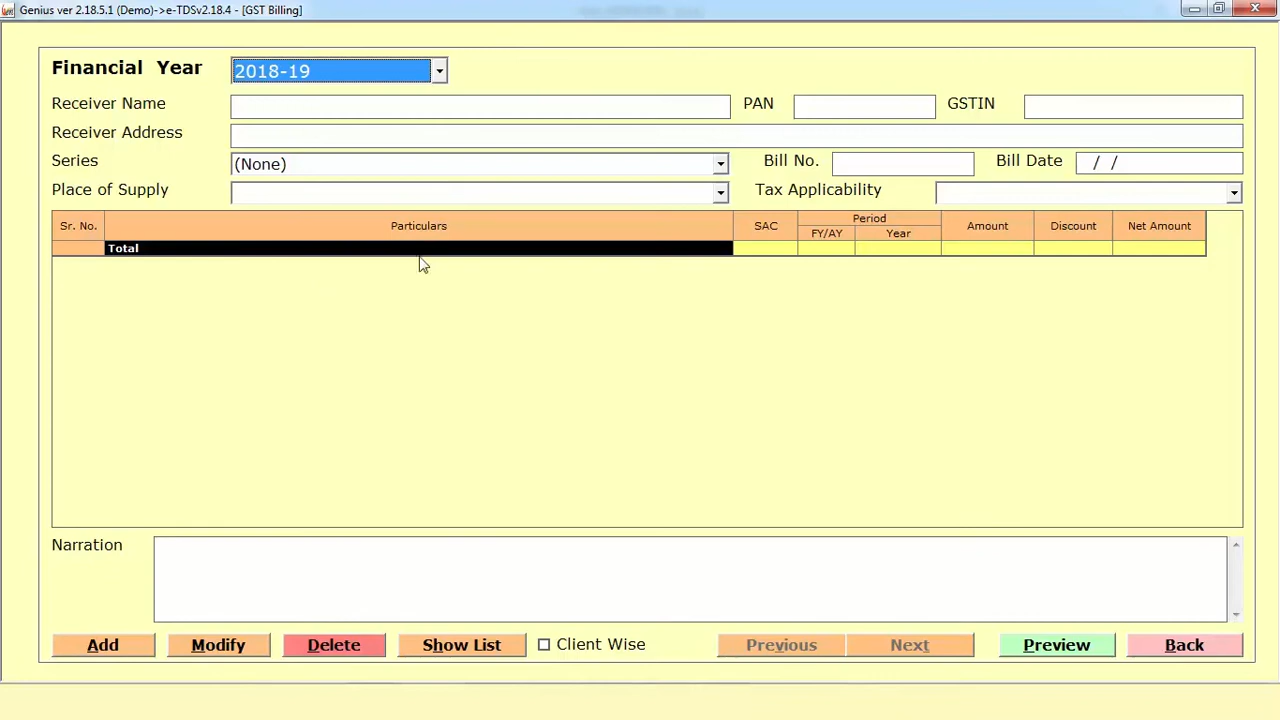 Genius ver 2.18.5.1 (Demo)->e-TDSv2.18.4 - [GST Billing]
Financial Year 2018-19
Receiver Name PAN GSTIN
Receiver Address
Series (None) Bill No. Bill Date / /
Place of Supply Tax Applicability
Sr. No. Particulars SAC Period Amount Discount Net Amount
FY/AY Year
Total
Narration
Add Modify Delete Show List Client Wise Previous Next Preview Back